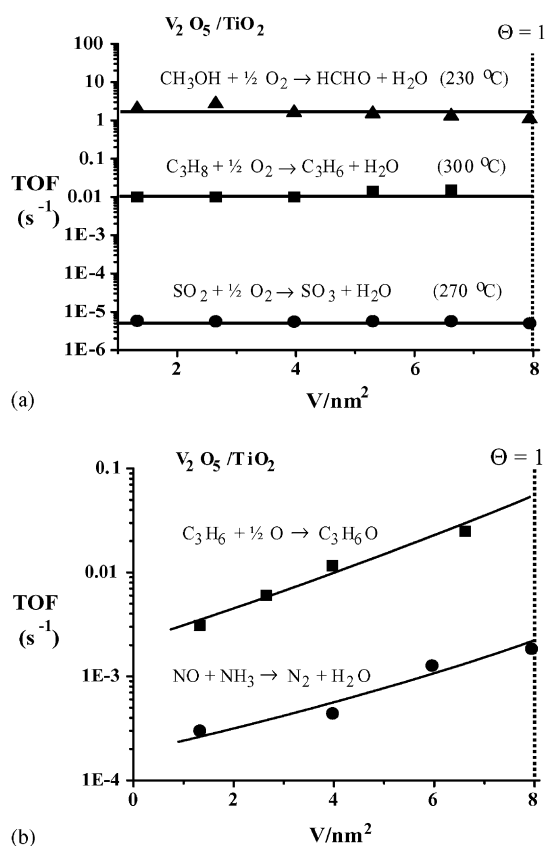 V₂ O₅ /TiO₂
Θ = 1
100
10
1
0.1
0.01
1E-3
1E-4
1E-5
1E-6
TOF
(s⁻¹)
CH₃OH + ½ O₂ → HCHO + H₂O (230 ⁰C)
C₃H₈ + ½ O₂ → C₃H₆ + H₂O (300 ⁰C)
SO₂ + ½ O₂ → SO₃ + H₂O (270 ⁰C)
2 4 6 8
V/nm²
(a)
V₂ O₅ /TiO₂
Θ = 1
0.1
0.01
1E-3
1E-4
TOF
(s⁻¹)
C₃H₆ + ½ O → C₃H₆O
NO + NH₃ → N₂ + H₂O
0 2 4 6 8
V/nm²
(b)